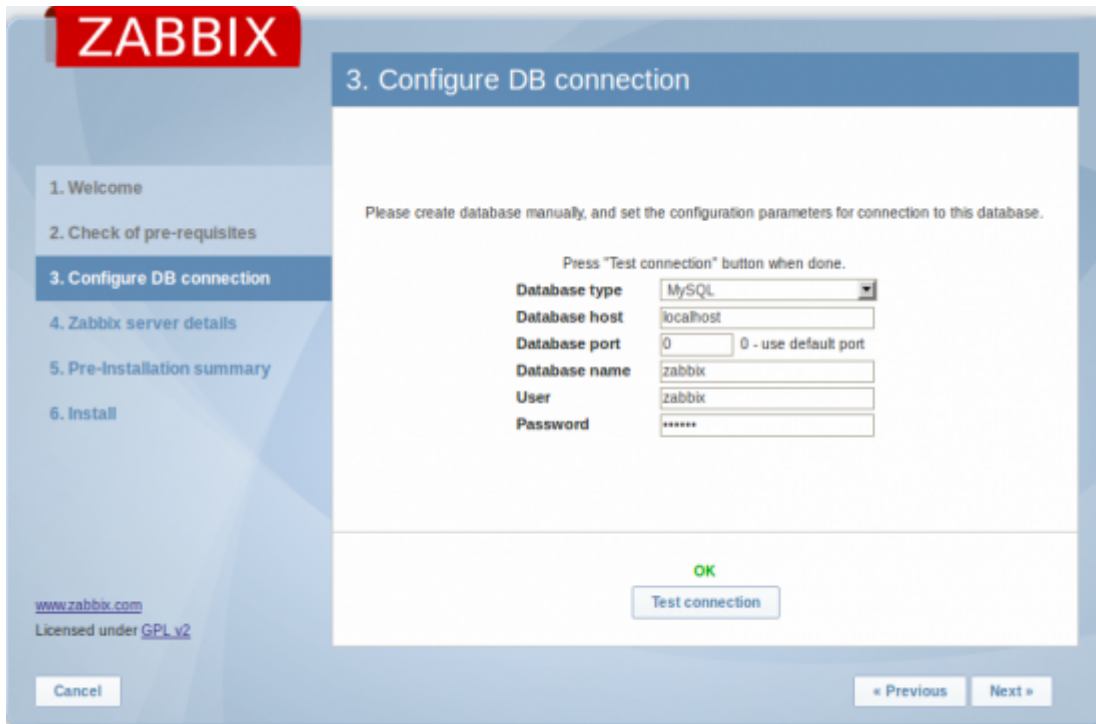 ZABBIX
3. Configure DB connection
1. Welcome
2. Check of pre-requisites
3. Configure DB connection
4. Zabbix server details
5. Pre-Installation summary
6. Install
Please create database manually, and set the configuration parameters for connection to this database.
Press "Test connection" button when done.
Database type MySQL
Database host localhost
Database port 0 0 - use default port
Database name zabbix
User zabbix
Password ••••••
OK
Test connection
www.zabbix.com
Licensed under GPL v2
Cancel
« Previous Next »